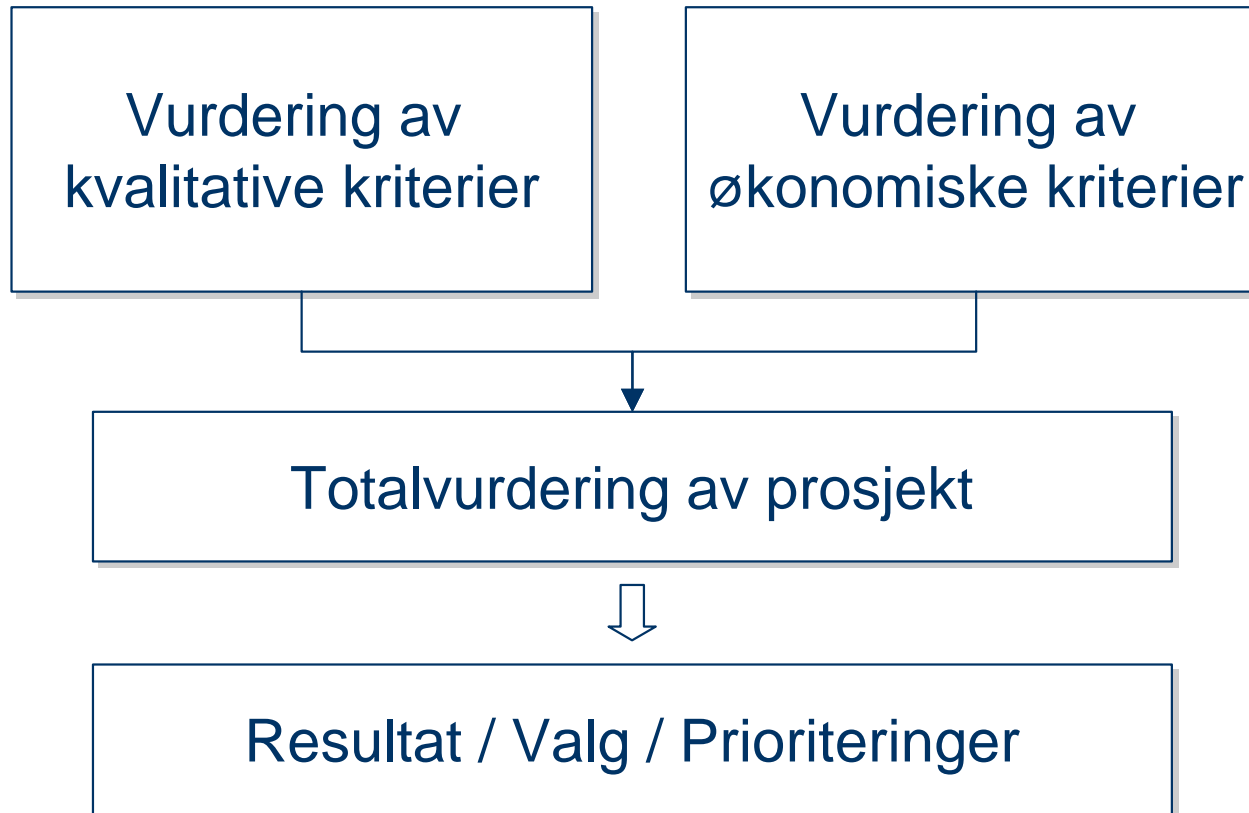 Vurdering av
kvalitative kriterier
Vurdering av
økonomiske kriterier
Totalvurdering av prosjekt
Resultat / Valg / Prioriteringer